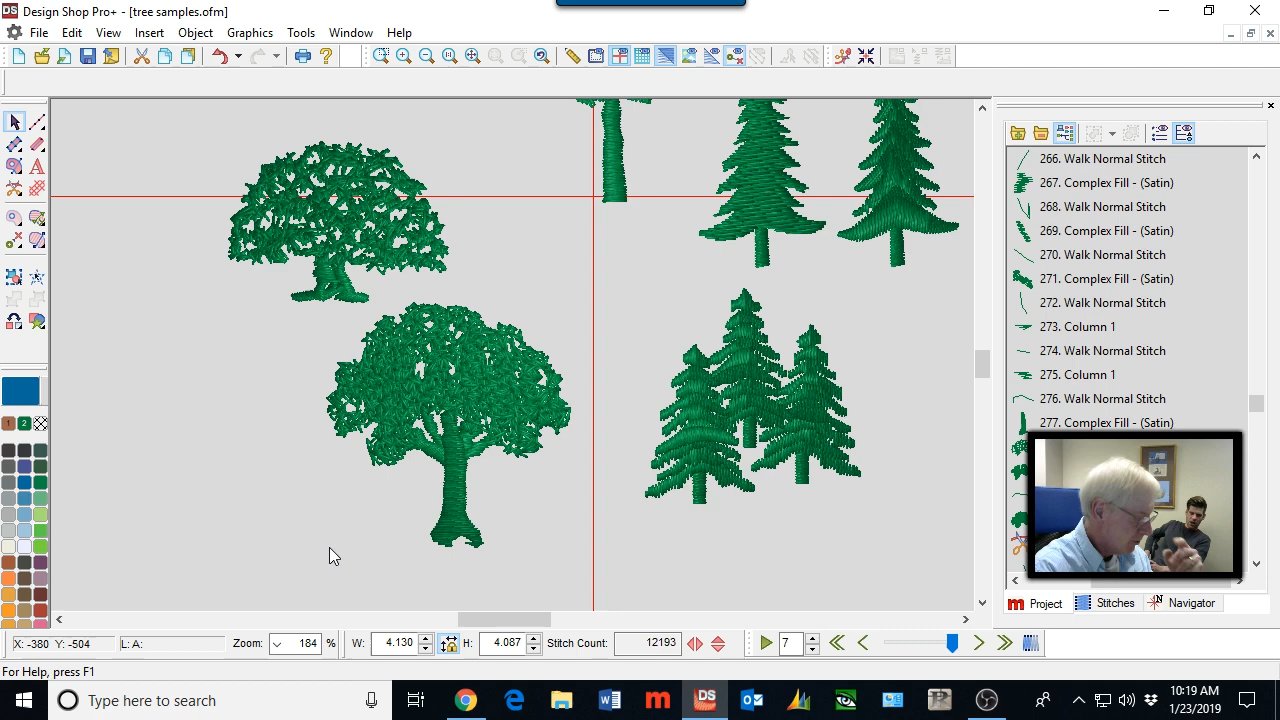 DS Design Shop Pro+ - [tree samples.ofm]
File Edit View Insert Object Graphics Tools Window Help
266. Walk Normal Stitch
267. Complex Fill - (Satin)
268. Walk Normal Stitch
269. Complex Fill - (Satin)
270. Walk Normal Stitch
271. Complex Fill - (Satin)
272. Walk Normal Stitch
273. Column 1
274. Walk Normal Stitch
275. Column 1
276. Walk Normal Stitch
277. Complex Fill - (Satin)
1 2
Project Stitches Navigator
X: -380 Y: -504 L: A: Zoom: 184 % W: 4.130 H: 4.087 Stitch Count: 12193 7
For Help, press F1
Type here to search
DS
10:19 AM
1/23/2019